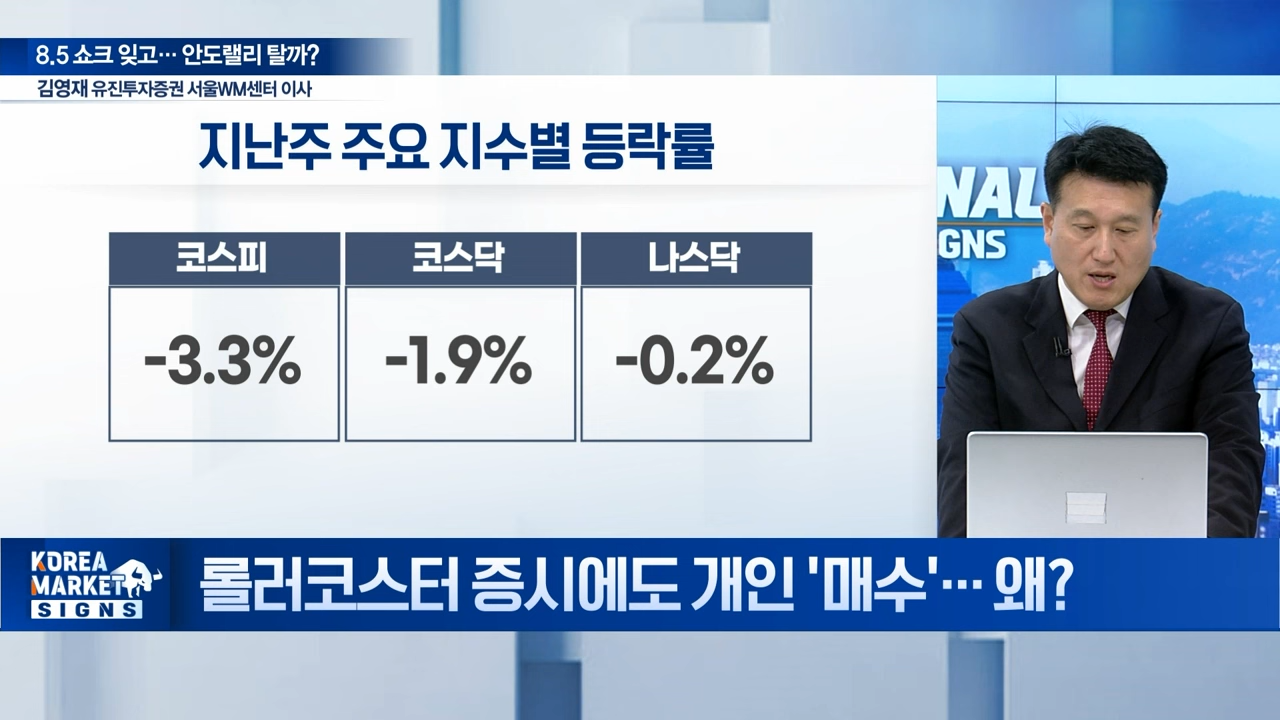 8.5 쇼크 잊고… 안도랠리 탈까?
김영재 유진투자증권 서울WM센터 이사
지난주 주요 지수별 등락률
코스피 코스닥 나스닥
-3.3% -1.9% -0.2%
NAL
IGNS
KOREA
MARKET
SIGNS
롤러코스터 증시에도 개인 '매수'… 왜?